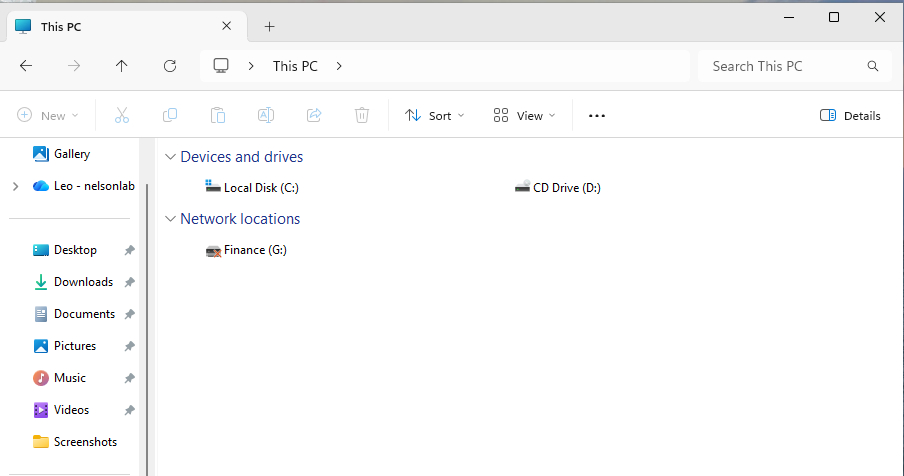 This PC
This PC
Search This PC
New
Sort
View
Details
Gallery
Leo - nelsonlab
Desktop
Downloads
Documents
Pictures
Music
Videos
Screenshots
Devices and drives
Local Disk (C:)
CD Drive (D:)
Network locations
Finance (G:)